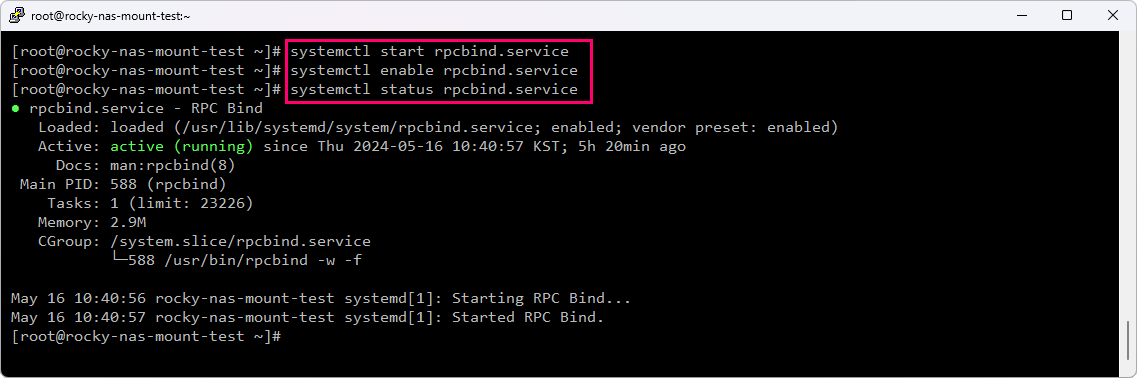 root@rocky-nas-mount-test:~
[root@rocky-nas-mount-test ~]# systemctl start rpcbind.service
[root@rocky-nas-mount-test ~]# systemctl enable rpcbind.service
[root@rocky-nas-mount-test ~]# systemctl status rpcbind.service
● rpcbind.service - RPC Bind
   Loaded: loaded (/usr/lib/systemd/system/rpcbind.service; enabled; vendor preset: enabled)
   Active: active (running) since Thu 2024-05-16 10:40:57 KST; 5h 20min ago
     Docs: man:rpcbind(8)
 Main PID: 588 (rpcbind)
    Tasks: 1 (limit: 23226)
   Memory: 2.9M
   CGroup: /system.slice/rpcbind.service
           └─588 /usr/bin/rpcbind -w -f

May 16 10:40:56 rocky-nas-mount-test systemd[1]: Starting RPC Bind...
May 16 10:40:57 rocky-nas-mount-test systemd[1]: Started RPC Bind.
[root@rocky-nas-mount-test ~]#